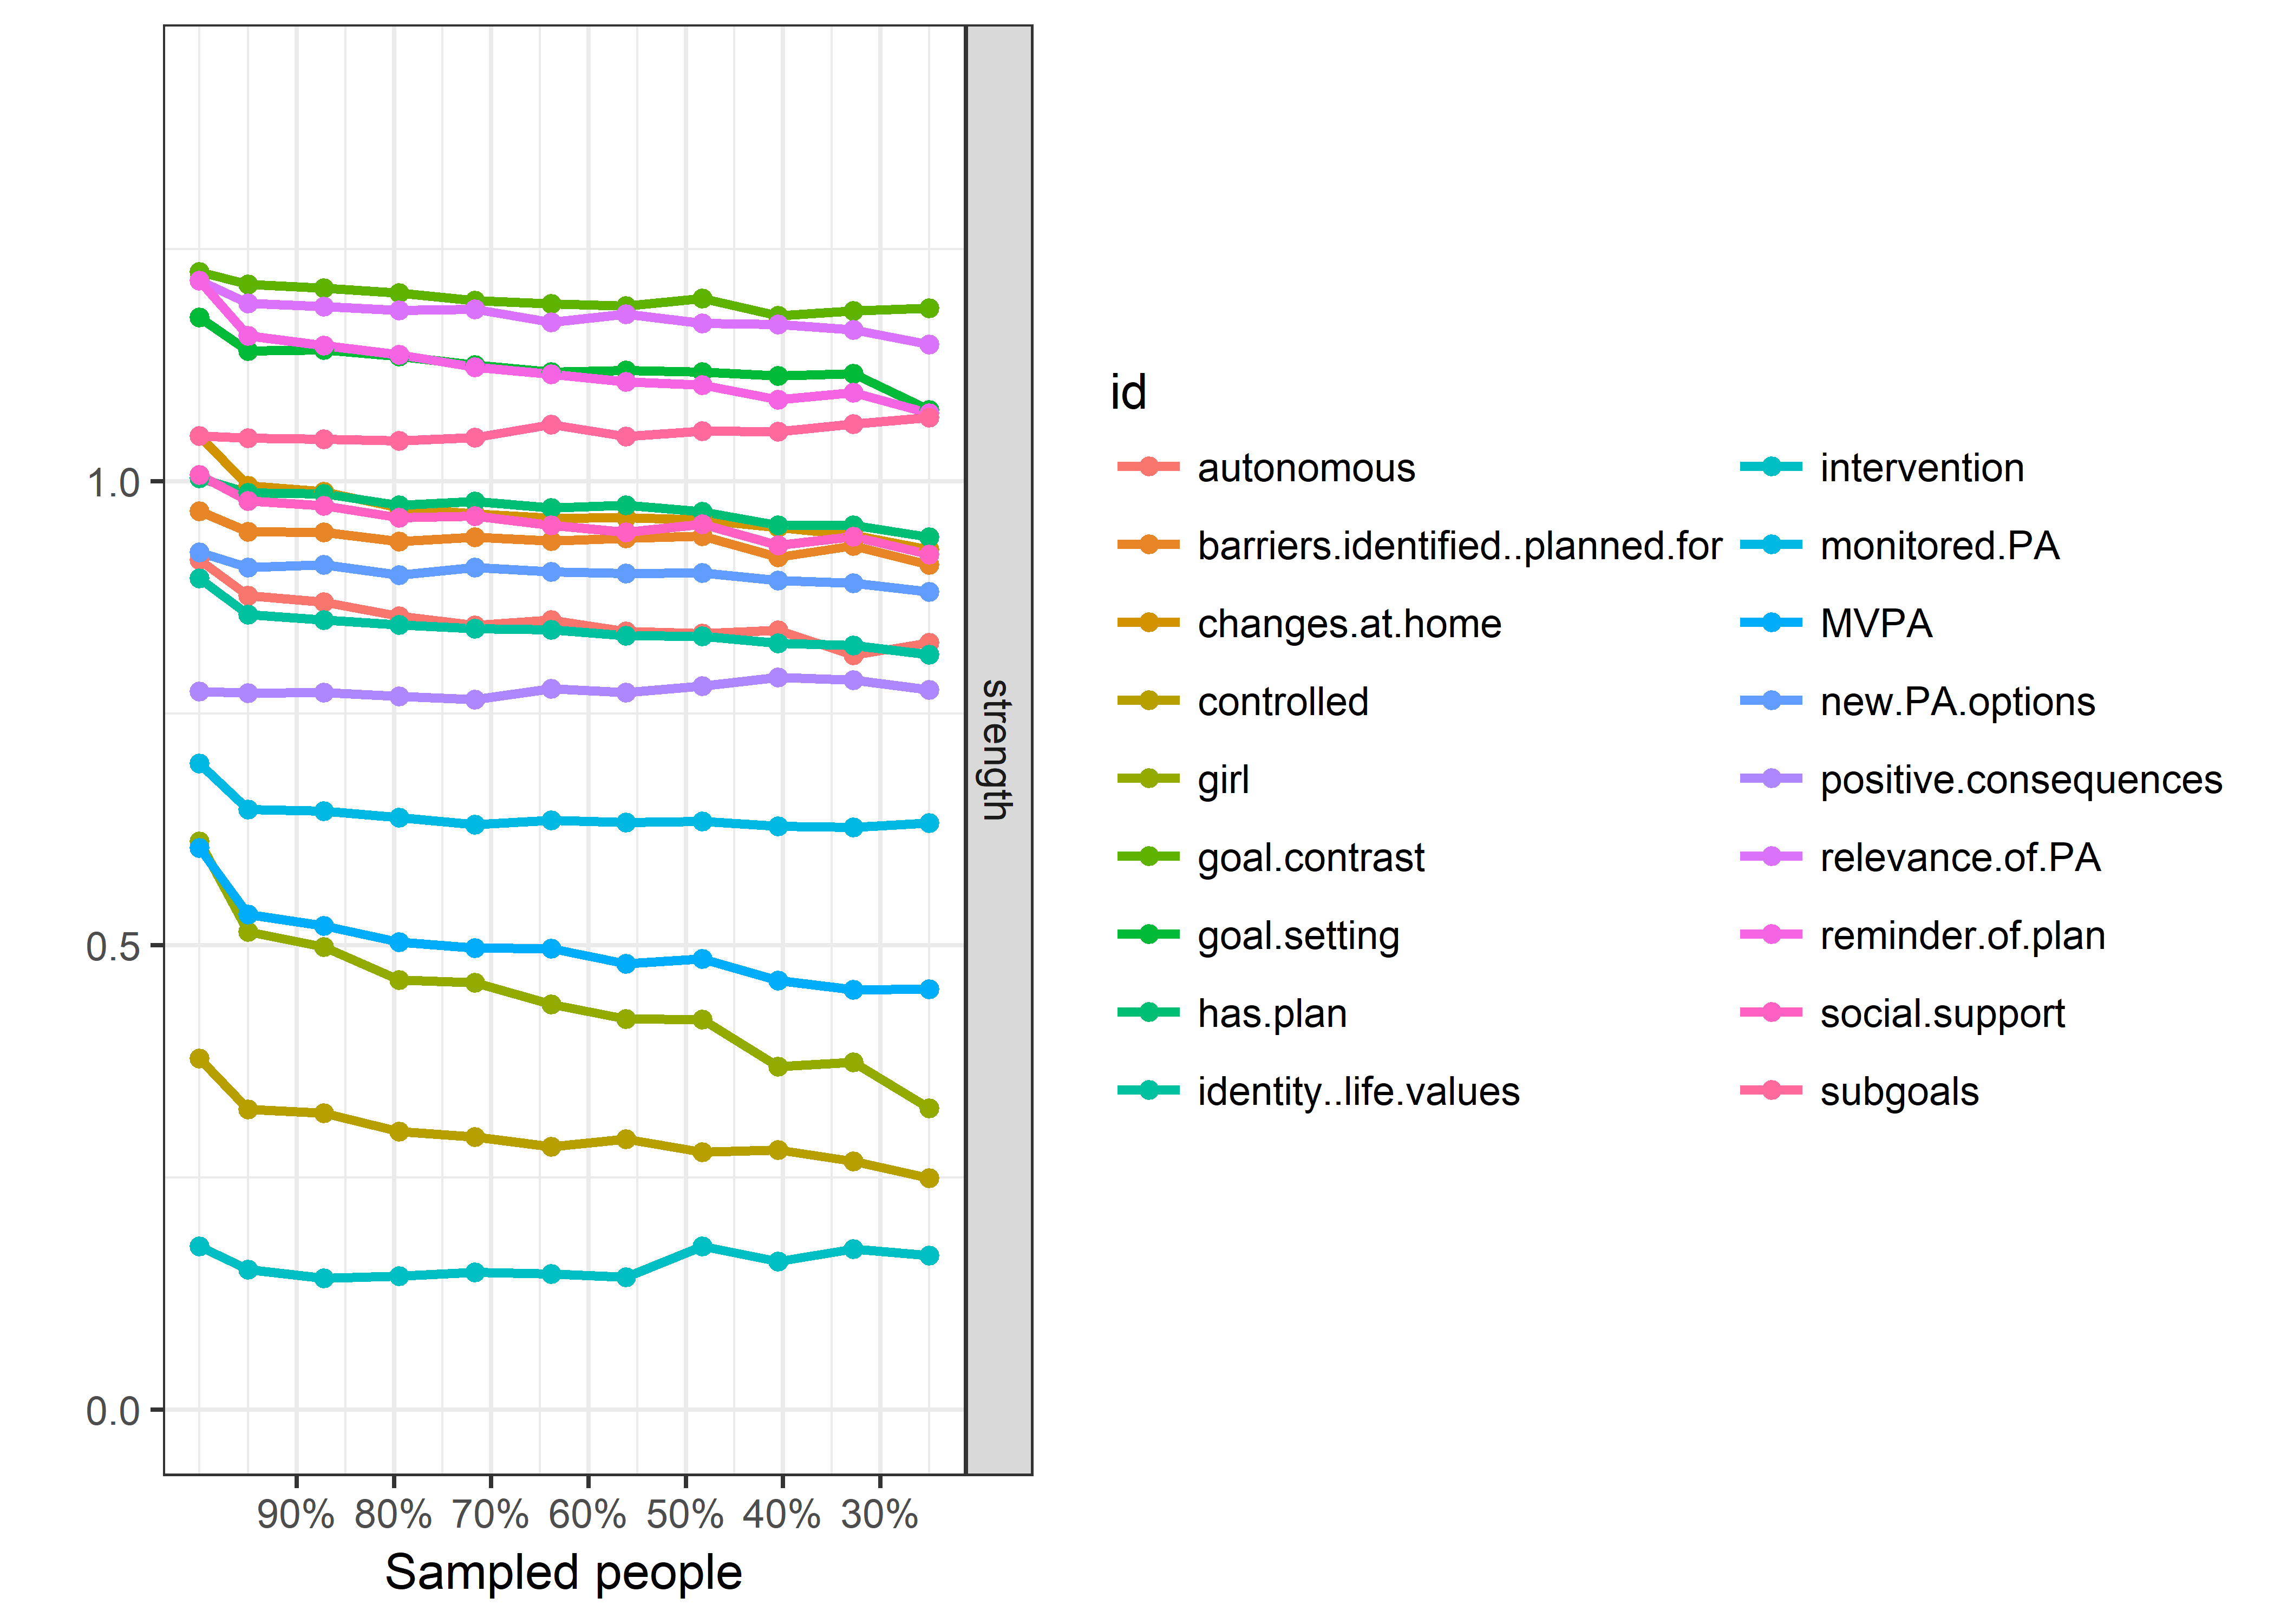 1.0
0.5
0.0
90% 80% 70% 60% 50% 40% 30%
Sampled people
strength
id
autonomous
barriers.identified..planned.for
changes.at.home
controlled
girl
goal.contrast
goal.setting
has.plan
identity..life.values
intervention
monitored.PA
MVPA
new.PA.options
positive.consequences
relevance.of.PA
reminder.of.plan
social.support
subgoals